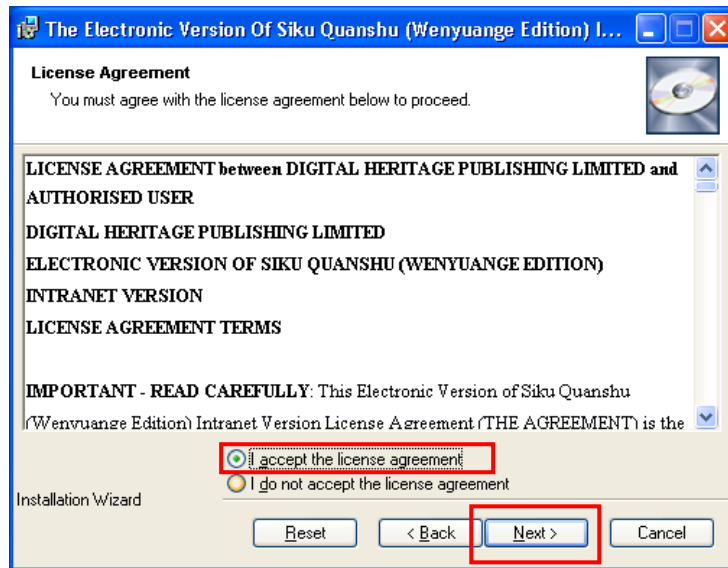 The Electronic Version Of Siku Quanshu (Wenyuange Edition) I...
License Agreement
You must agree with the license agreement below to proceed.
LICENSE AGREEMENT between DIGITAL HERITAGE PUBLISHING LIMITED and
AUTHORISED USER
DIGITAL HERITAGE PUBLISHING LIMITED
ELECTRONIC VERSION OF SIKU QUANSHU (WENYUANGE EDITION)
INTRANET VERSION
LICENSE AGREEMENT TERMS
IMPORTANT - READ CAREFULLY: This Electronic Version of Siku Quanshu
(Wenyuange Edition) Intranet Version License Agreement (THE AGREEMENT) is the
I accept the license agreement
I do not accept the license agreement
Installation Wizard
Reset
< Back
Next >
Cancel